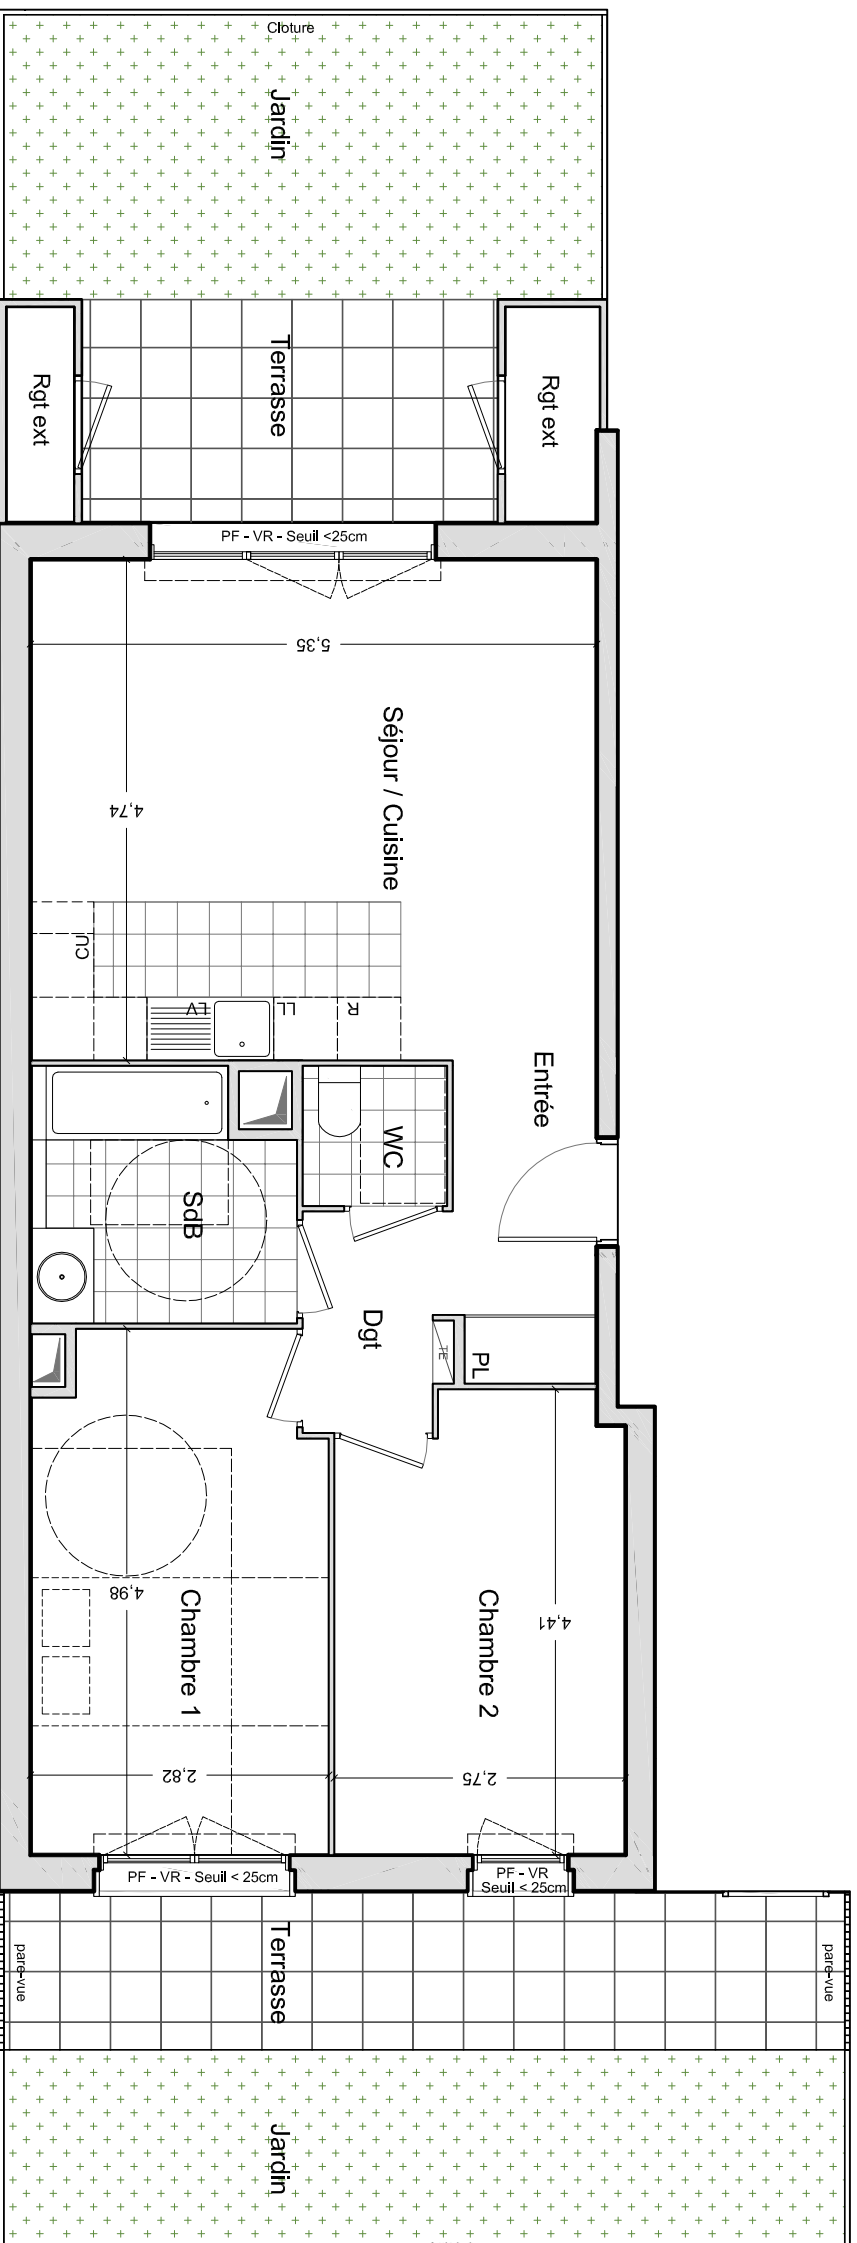 Cloture
Jardin
Terrasse
Rgt ext
Rgt ext
PF - VR - Seuil <25cm
5,35
Séjour / Cuisine
4,74
CU
LV
LL
R
Entrée
WC
SdB
Dgt
TE
PL
4,98
Chambre 1
Chambre 2
4,41
2,82
2,75
PF - VR - Seuil < 25cm
PF - VR
Seuil < 25cm
pare-vue
Terrasse
pare-vue
Jardin